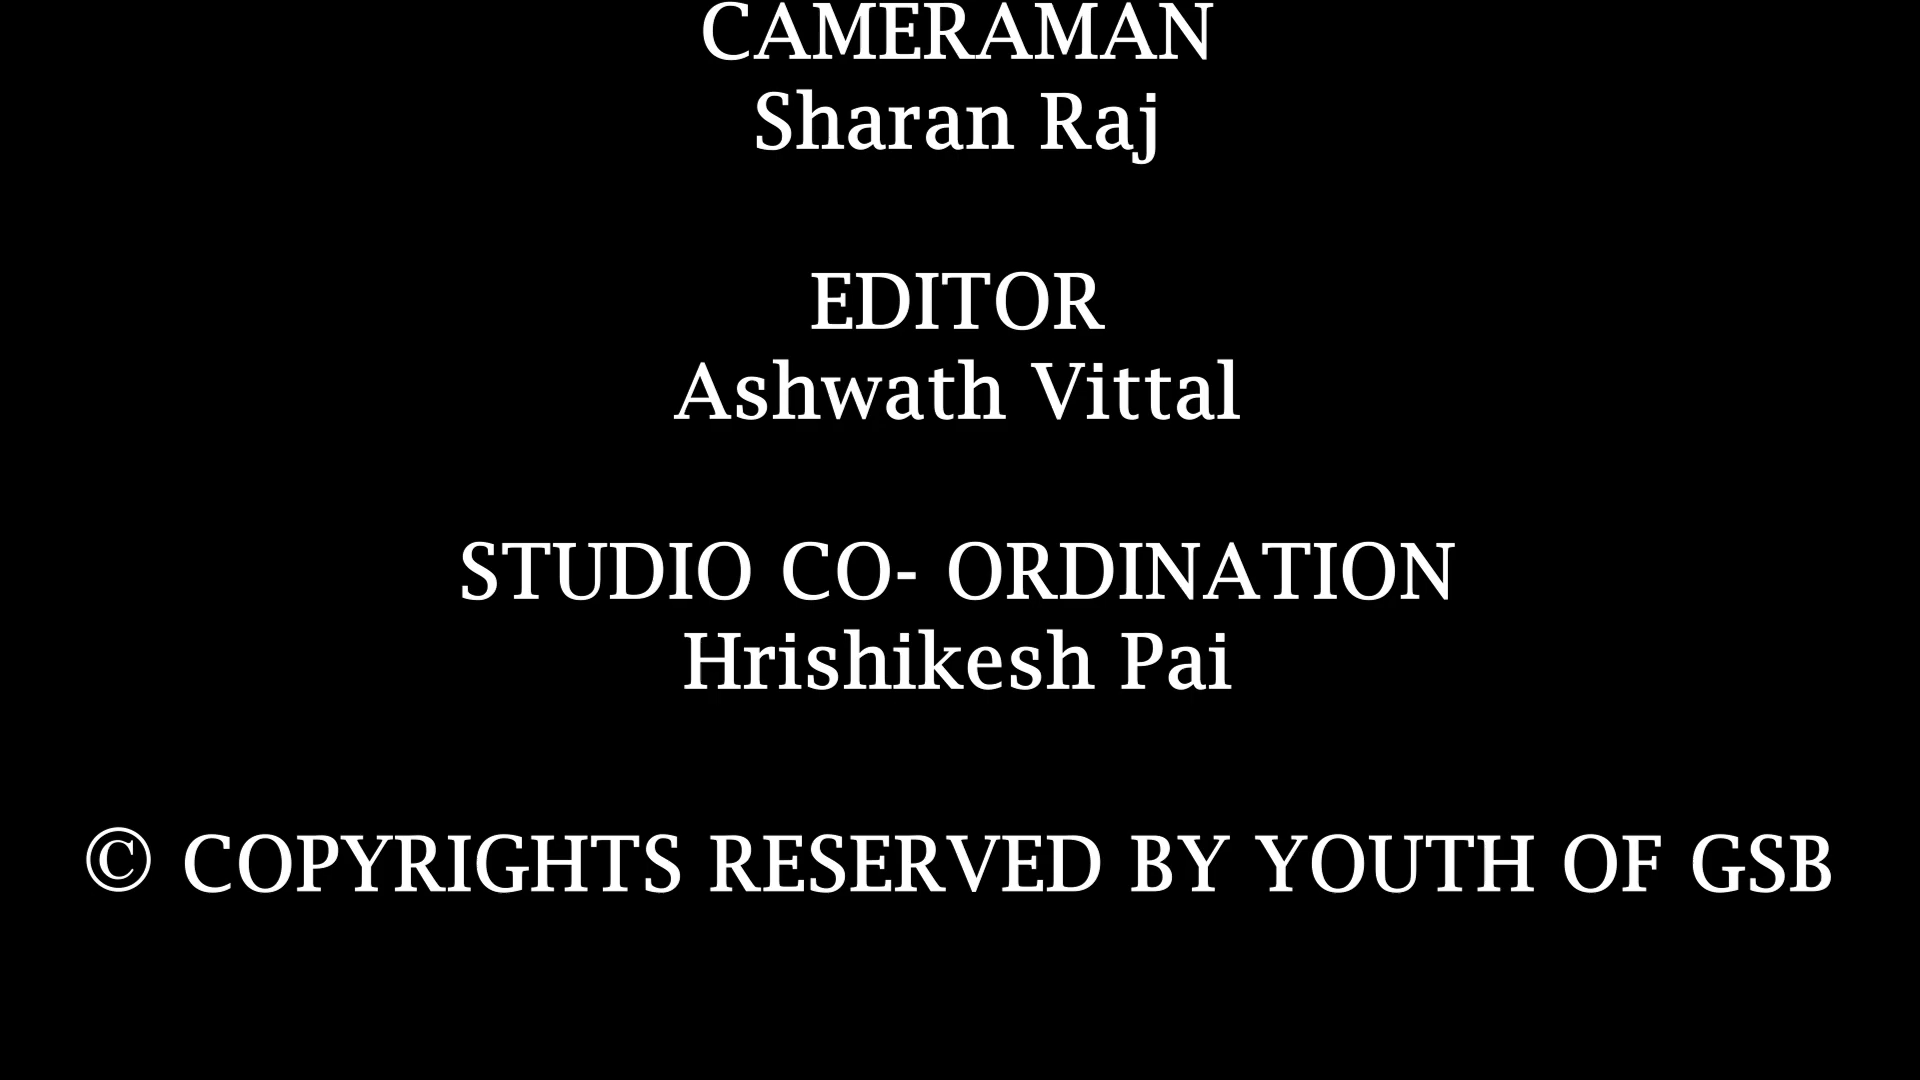 CAMERAMAN
Sharan Raj
EDITOR
Ashwath Vittal
STUDIO CO- ORDINATION
Hrishikesh Pai
© COPYRIGHTS RESERVED BY YOUTH OF GSB